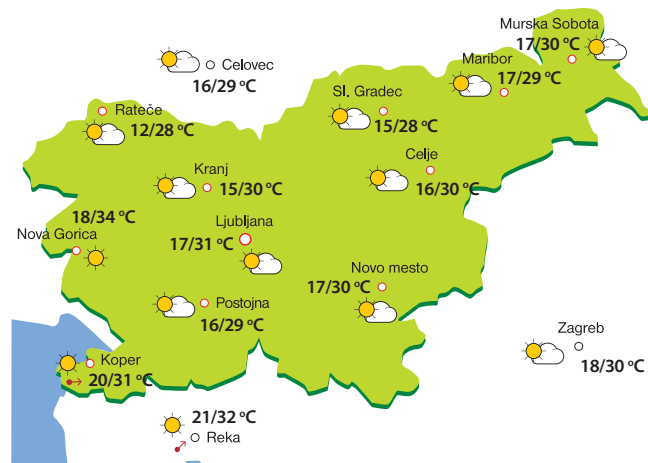 Murska Sobota
17/30 °C
Maribor
17/29 °C
Celovec
16/29 °C
Sl. Gradec
15/28 °C
Rateče
12/28 °C
Celje
16/30 °C
Kranj
15/30 °C
18/34 °C
Nova Gorica
Ljubljana
17/31 °C
Novo mesto
17/30 °C
Postojna
16/29 °C
Zagreb
18/30 °C
Koper
20/31 °C
21/32 °C
Reka